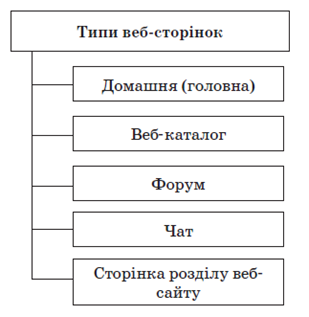 Типи веб-сторінок
Домашня (головна)
Веб-каталог
Форум
Чат
Сторінка розділу веб-
сайту